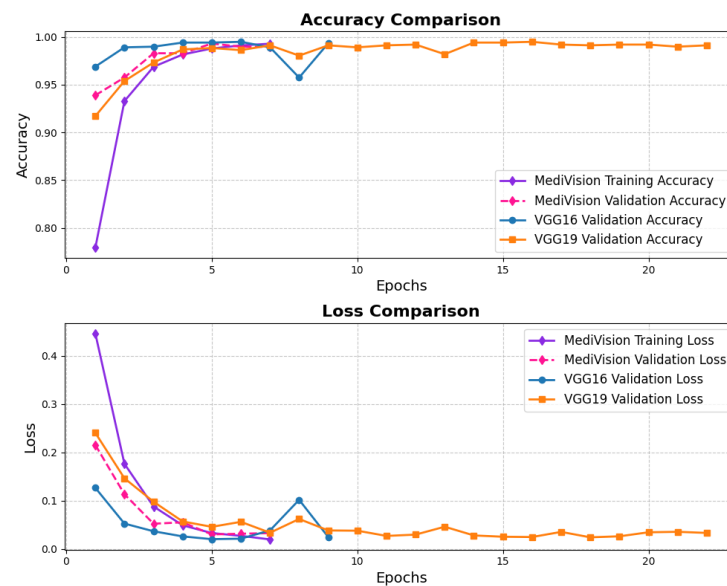 Accuracy Comparison
1.00
0.95
0.90
0.85
0.80
Accuracy
MediVision Training Accuracy
MediVision Validation Accuracy
VGG16 Validation Accuracy
VGG19 Validation Accuracy
0 5 10 15 20
Epochs
Loss Comparison
0.4
0.3
0.2
0.1
0.0
Loss
MediVision Training Loss
MediVision Validation Loss
VGG16 Validation Loss
VGG19 Validation Loss
0 5 10 15 20
Epochs